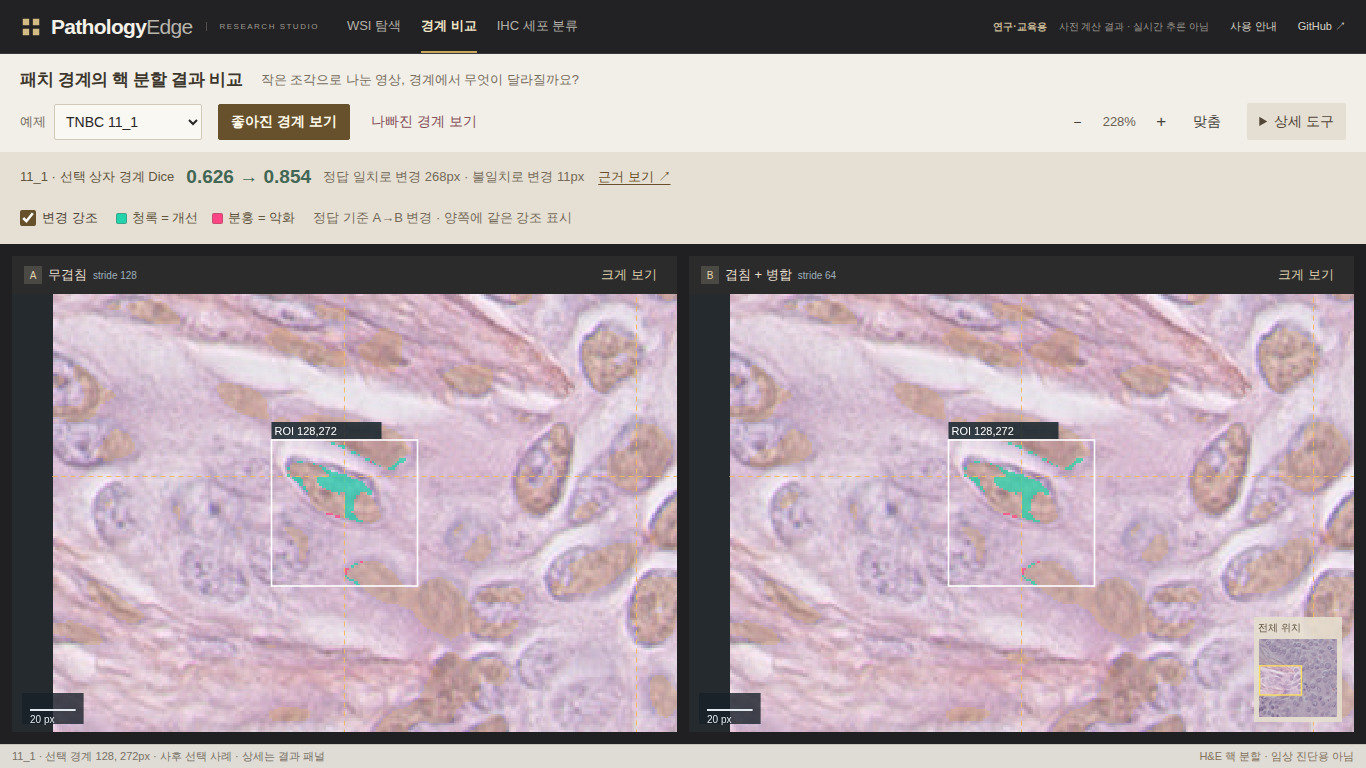 PathologyEdge RESEARCH STUDIO WSI 탐색 경계 비교 IHC 세포 분류 연구·교육용 사전 계산 결과 · 실시간 추론 아님 사용 안내 GitHub ↗
패치 경계의 핵 분할 결과 비교 작은 조각으로 나눈 영상, 경계에서 무엇이 달라질까요?
예제 TNBC 11_1 좋아진 경계 보기 나빠진 경계 보기 − 228% + 맞춤 ▶ 상세 도구
11_1 · 선택 상자 경계 Dice 0.626 → 0.854 정답 일치로 변경 268px · 불일치로 변경 11px 근거 보기 ↗
변경 강조 청록 = 개선 분홍 = 악화 정답 기준 A→B 변경 · 양쪽에 같은 강조 표시
A 무겹침 stride 128 크게 보기
ROI 128,272
20 px
B 겹침 + 병합 stride 64 크게 보기
ROI 128,272
전체 위치
20 px
11_1 · 선택 경계 128, 272px · 사후 선택 사례 · 상세는 결과 패널 H&E 핵 분할 · 임상 진단용 아님